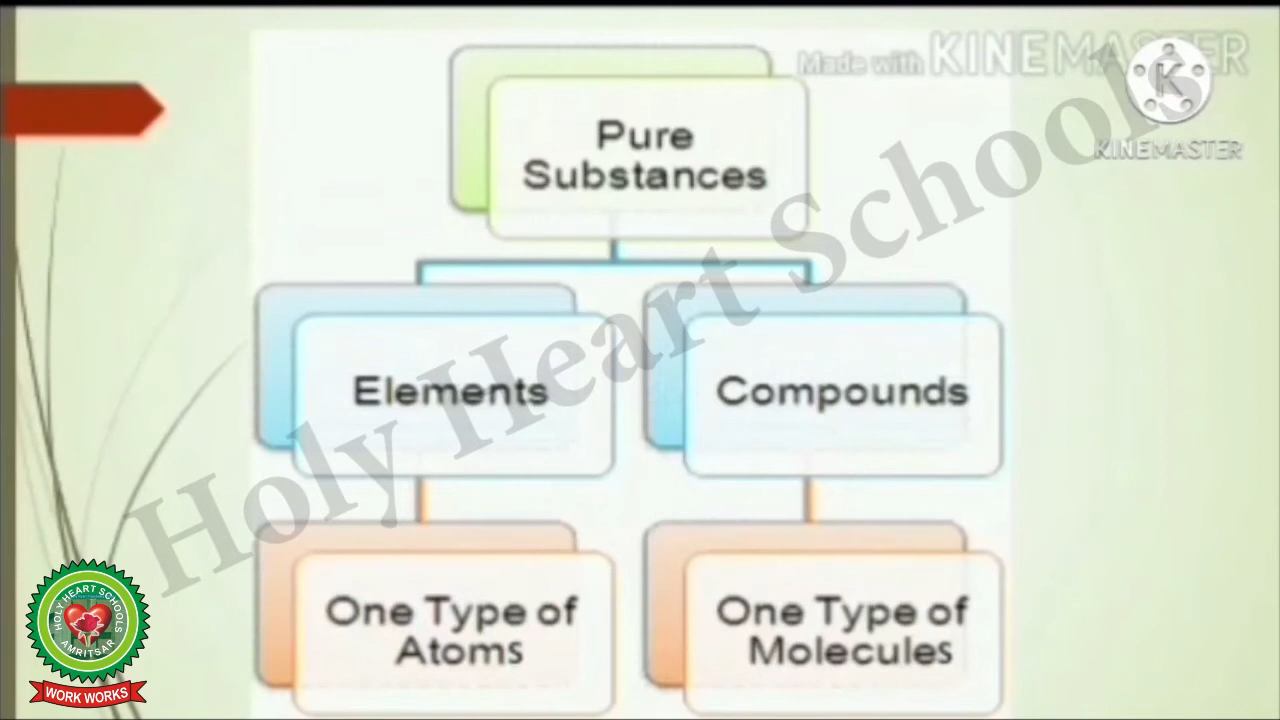 Made with KINEMASTER
KINEMASTER
Pure
Substances
Elements
Compounds
One Type of
Atoms
One Type of
Molecules
Holy Heart Schools
HOLY HEART SCHOOLS
AMRITSAR
WORK WORKS